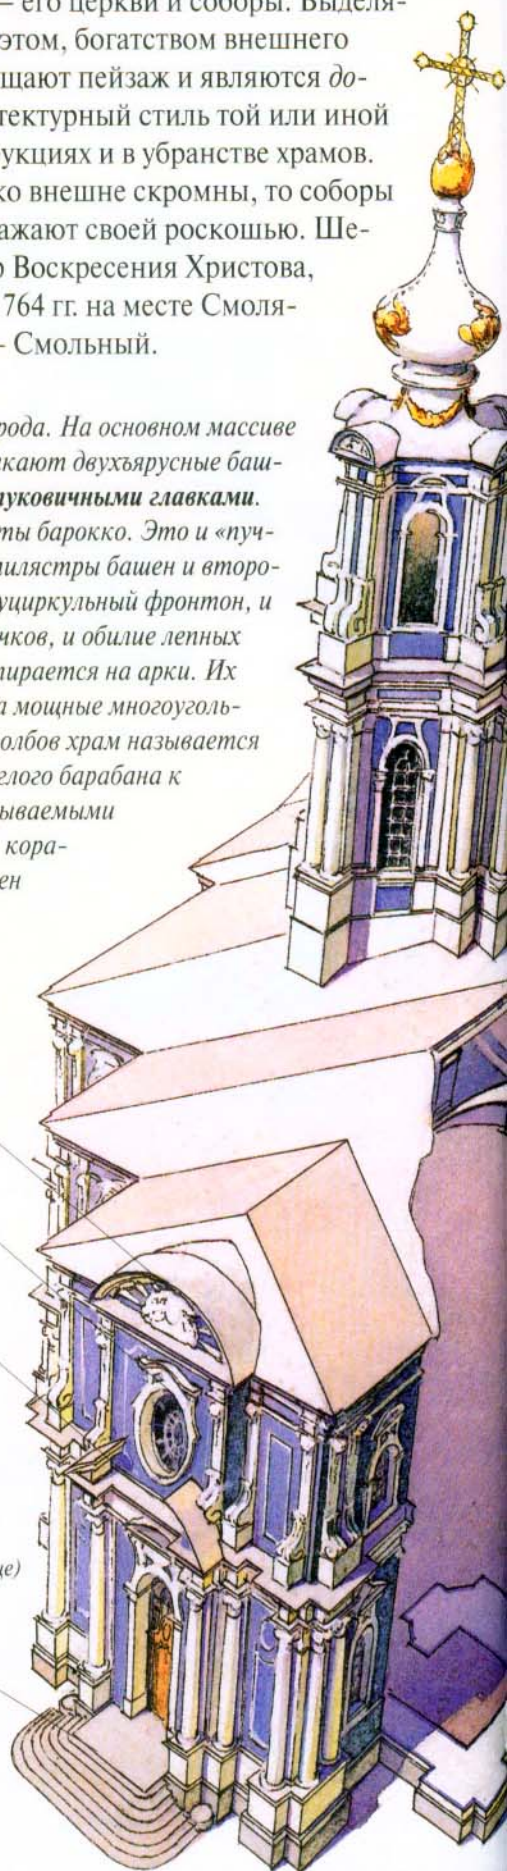 – его церкви и соборы. Выделя-
этом, богатством внешнего
щают пейзаж и являются до-
тектурный стиль той или иной
укциях и в убранстве храмов.
ко внешне скромны, то соборы
ажают своей роскошью. Ше-
Воскресения Христова,
764 гг. на месте Смоля-
- Смольный.
рода. На основном массиве
кают двухъярусные баш-
луковичными главками.
ты барокко. Это и «пуч-
пилястры башен и второ-
уциркульный фронтон, и
чков, и обилие лепных
пирается на арки. Их
а мощные многоуголь-
олбов храм называется
елого барабана к
зываемыми
кора-
ен
це)